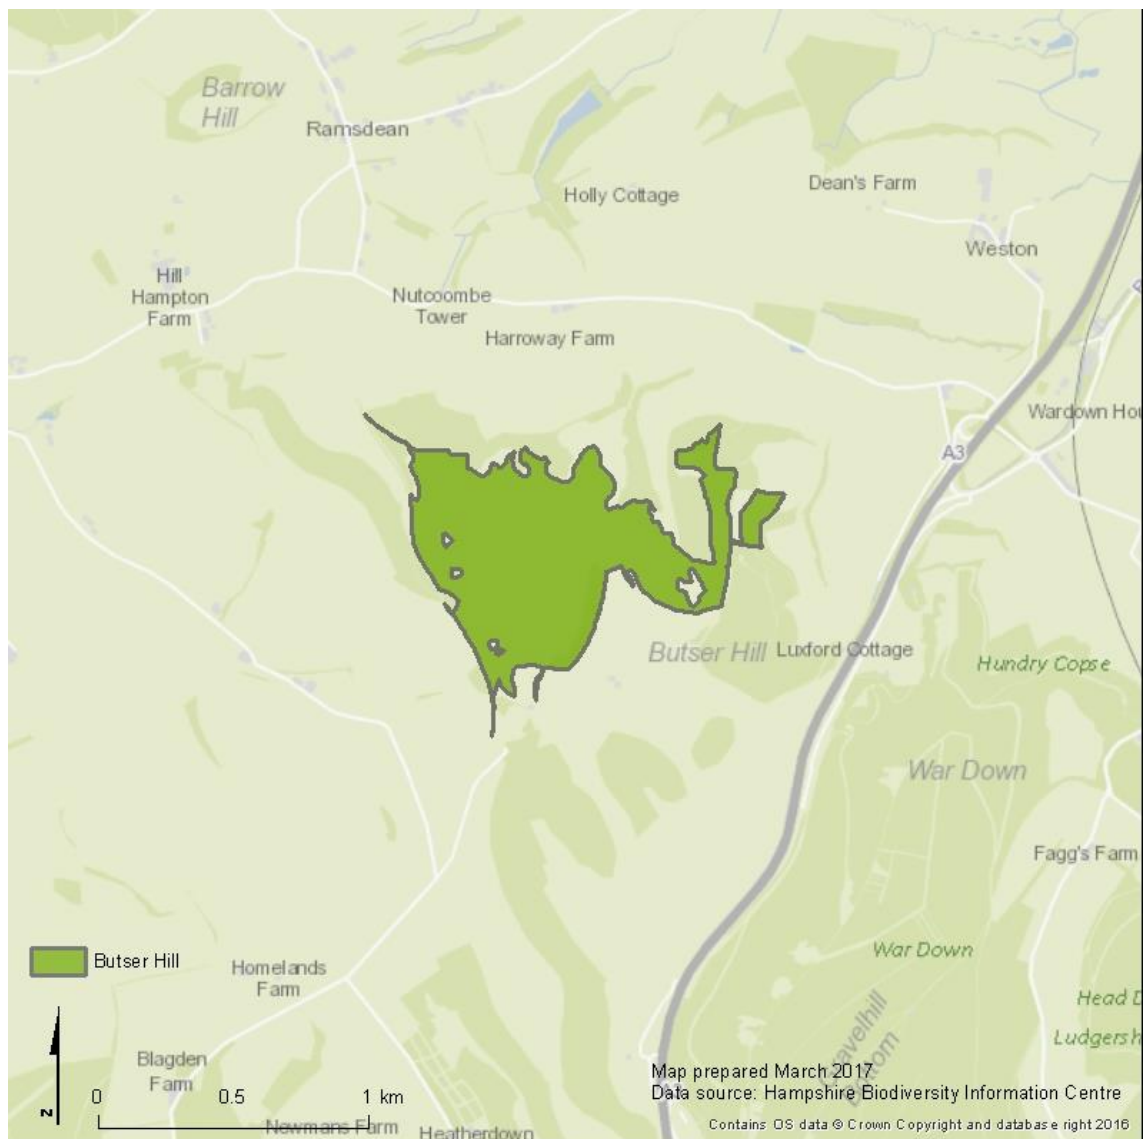 Barrow
Hill
Ramsdean
Holly Cottage
Dean's Farm
Weston
Hill
Hampton
Farm
Nutcoombe
Tower
Harroway Farm
Wardown Hou
A3
Butser Hill
Luxford Cottage
Hundry Copse
War Down
Fagg's Farm
War Down
Head D
Ludgersh
Butser Hill
Homelands
Farm
Blagden
Farm
N
0 0.5 1 km
Newmans Farm
Heatherdown
Map prepared March 2017
Data source: Hampshire Biodiversity Information Centre
Contains OS data © Crown Copyright and database right 2016